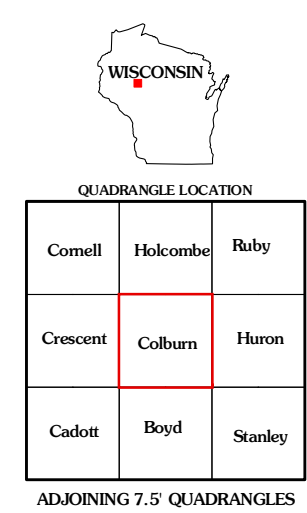 WISCONSIN
QUADRANGLE LOCATION
Cornell Holcombe Ruby
Crescent Colburn Huron
Cadott Boyd Stanley
ADJOINING 7.5' QUADRANGLES